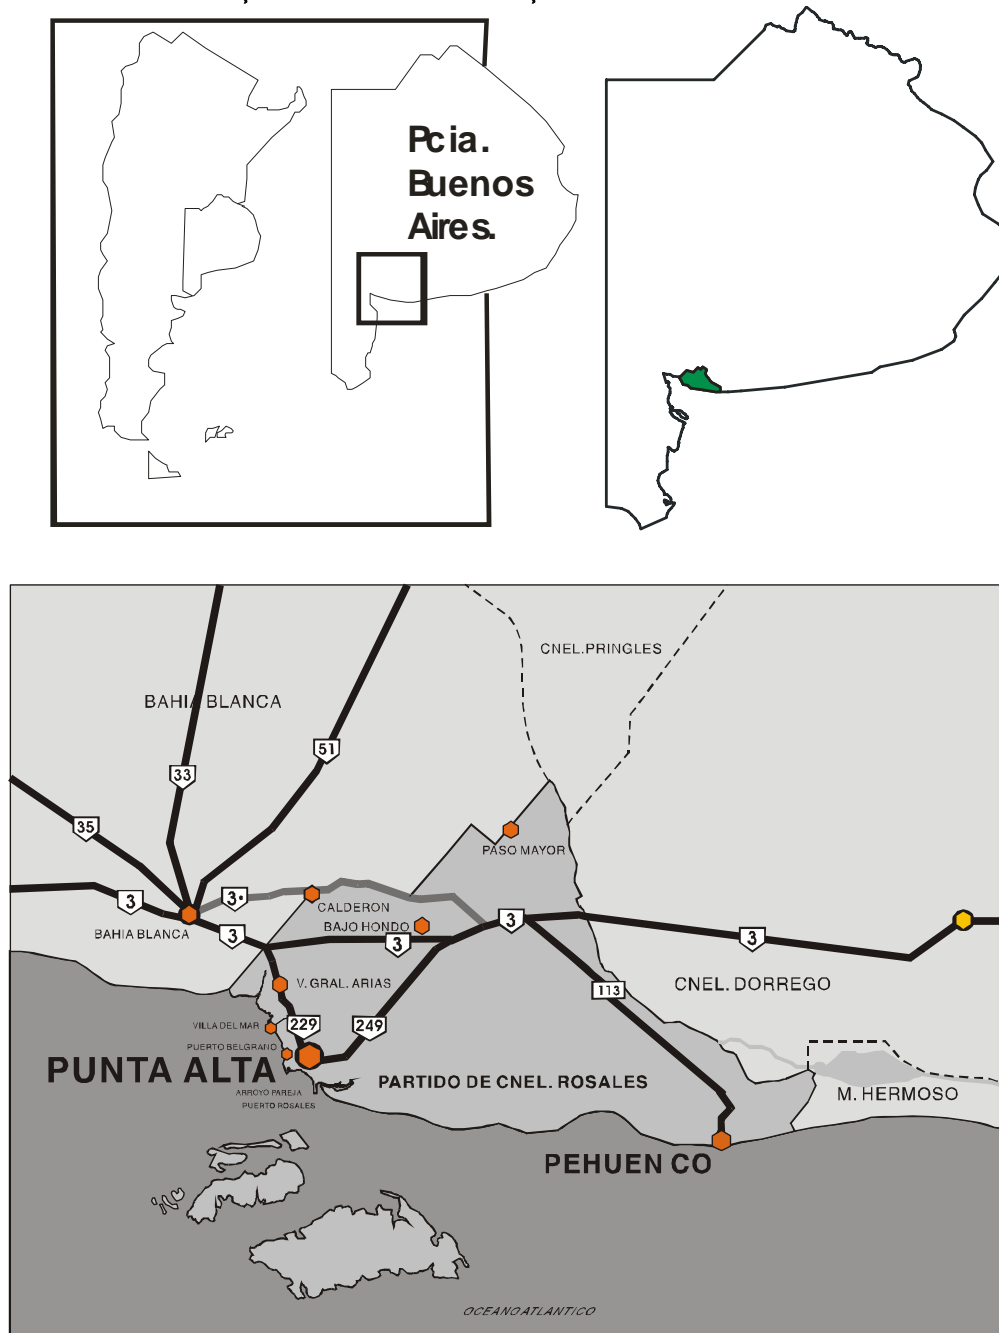 Pcia.
Buenos
Aires.
CNEL.PRINGLES
BAHIA BLANCA
51
33
35
PASO MAYOR
3
3•
CALDERON
BAJO HONDO
3
BAHIA BLANCA
3
3
3
V. GRAL. ARIAS
113
CNEL. DORREGO
VILLA DEL MAR
229
249
PUERTO BELGRANO
PUNTA ALTA
PARTIDO DE CNEL. ROSALES
ARROYO PAREJA
M. HERMOSO
PUERTO ROSALES
PEHUEN CO
OCEANO ATLANTICO